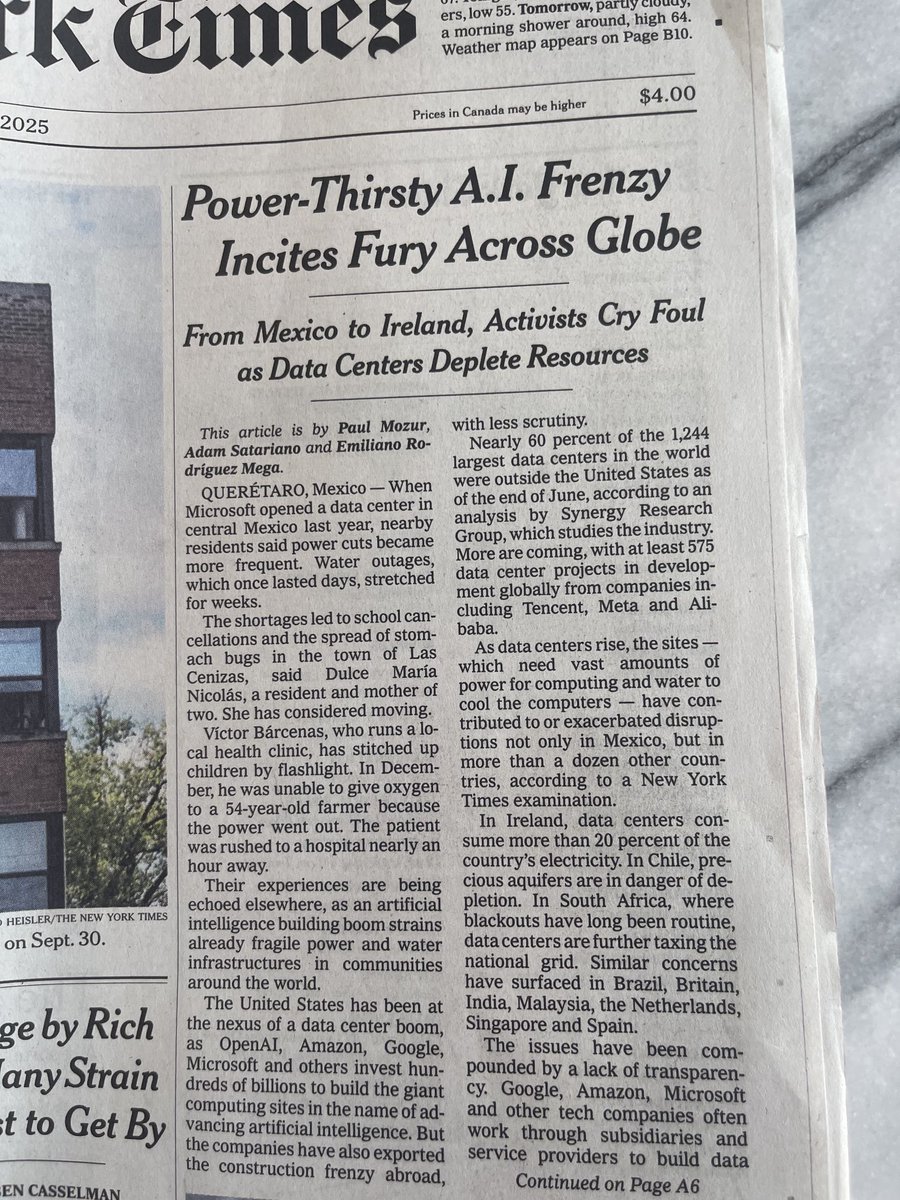 rk Times
ers, low 55. Tomorrow, partly cloudy,
a morning shower around, high 64.
Weather map appears on Page B10.
2025
Prices in Canada may be higher
$4.00
Power-Thirsty A.I. Frenzy
Incites Fury Across Globe
From Mexico to Ireland, Activists Cry Foul
as Data Centers Deplete Resources
This article is by Paul Mozur,
Adam Satariano and Emiliano Ro-
dríguez Mega.
QUERÉTARO, Mexico — When
Microsoft opened a data center in
central Mexico last year, nearby
residents said power cuts became
more frequent. Water outages,
which once lasted days, stretched
for weeks.
The shortages led to school can-
cellations and the spread of stom-
ach bugs in the town of Las
Cenizas, said Dulce María
Nicolás, a resident and mother of
two. She has considered moving.
Víctor Bárcenas, who runs a lo-
cal health clinic, has stitched up
children by flashlight. In Decem-
ber, he was unable to give oxygen
to a 54-year-old farmer because
the power went out. The patient
was rushed to a hospital nearly an
hour away.
Their experiences are being
echoed elsewhere, as an artificial
intelligence building boom strains
already fragile power and water
infrastructures in communities
around the world.
The United States has been at
the nexus of a data center boom,
as OpenAI, Amazon, Google,
Microsoft and others invest hun-
dreds of billions to build the giant
computing sites in the name of ad-
vancing artificial intelligence. But
the companies have also exported
the construction frenzy abroad,
with less scrutiny.
Nearly 60 percent of the 1,244
largest data centers in the world
were outside the United States as
of the end of June, according to an
analysis by Synergy Research
Group, which studies the industry.
More are coming, with at least 575
data center projects in develop-
ment globally from companies in-
cluding Tencent, Meta and Ali-
baba.
As data centers rise, the sites —
which need vast amounts of
power for computing and water to
cool the computers — have con-
tributed to or exacerbated disrup-
tions not only in Mexico, but in
more than a dozen other coun-
tries, according to a New York
Times examination.
In Ireland, data centers con-
sume more than 20 percent of the
country's electricity. In Chile, pre-
cious aquifers are in danger of de-
pletion. In South Africa, where
blackouts have long been routine,
data centers are further taxing the
national grid. Similar concerns
have surfaced in Brazil, Britain,
India, Malaysia, the Netherlands,
Singapore and Spain.
The issues have been com-
pounded by a lack of transparen-
cy. Google, Amazon, Microsoft
and other tech companies often
work through subsidiaries and
service providers to build data
Continued on Page A6
HEISLER/THE NEW YORK TIMES
on Sept. 30.
ge by Rich
Many Strain
st to Get By
BEN CASSELMAN